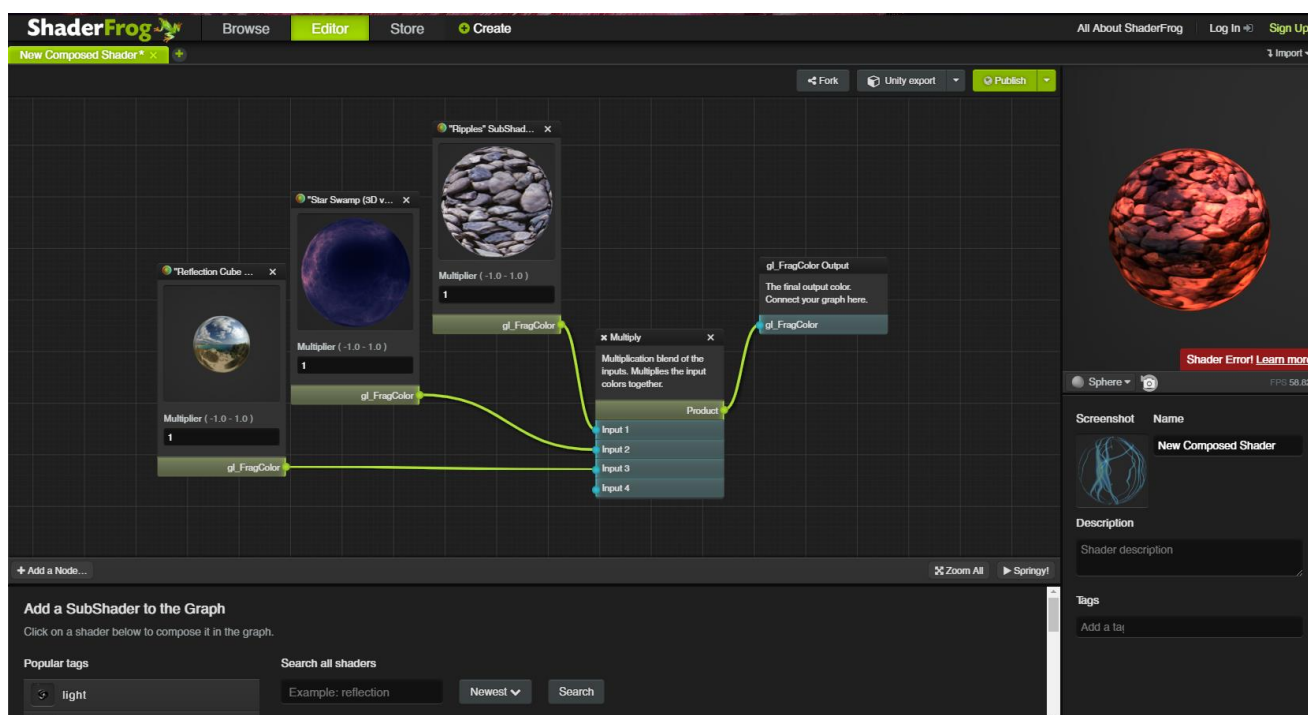 ShaderFrog Browse Editor Store Create All About ShaderFrog Log In Sign Up
New Composed Shader* × + Import
Fork Unity export Publish
"Ripples" SubShad... ×
Multiplier ( -1.0 - 1.0 )
1
gl_FragColor
"Star Swamp (3D v... ×
Multiplier ( -1.0 - 1.0 )
1
gl_FragColor
"Reflection Cube ... ×
Multiplier ( -1.0 - 1.0 )
1
gl_FragColor
× Multiply ×
Multiplication blend of the
inputs. Multiplies the input
colors together.
Product
Input 1
Input 2
Input 3
Input 4
gl_FragColor Output
The final output color.
Connect your graph here.
gl_FragColor
+ Add a Node... Zoom All Springy!
Add a SubShader to the Graph
Click on a shader below to compose it in the graph.
Popular tags Search all shaders
light Example: reflection Newest Search
Shader Error! Learn more
Sphere FPS 58.82
Screenshot Name
New Composed Shader
Description
Shader description
Tags
Add a tag